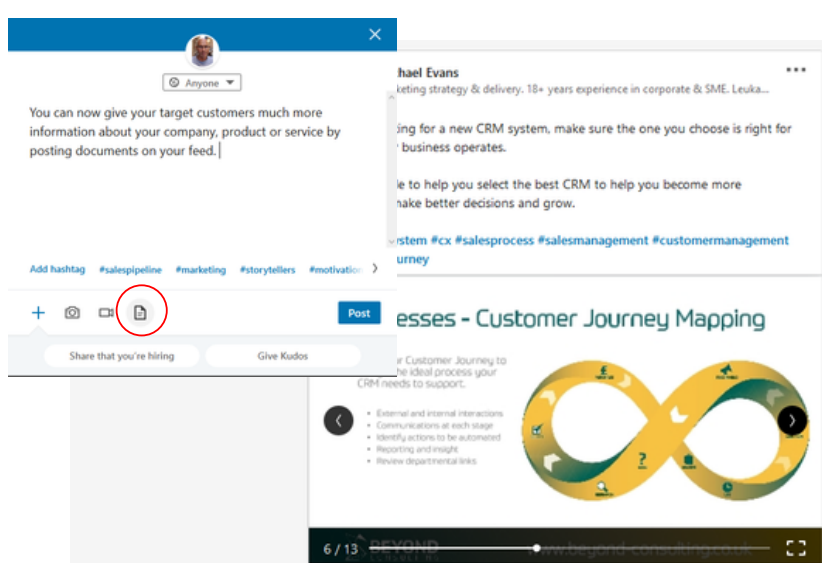 Anyone
You can now give your target customers much more
information about your company, product or service by
posting documents on your feed.
Add hashtag #salespipeline #marketing #storytellers #motivation
Post
Share that you're hiring Give Kudos
hael Evans
keting strategy & delivery. 18+ years experience in corporate & SME. Leuka...
ing for a new CRM system, make sure the one you choose is right for
business operates.
le to help you select the best CRM to help you become more
make better decisions and grow.
ystem #cx #salesprocess #salesmanagement #customermanagement
urney
esses - Customer Journey Mapping
r Customer Journey to
he ideal process your
CRM needs to support.
• External and internal interactions
• Communications at each stage
• Identify actions to be automated
• Reporting and insight
• Review departmental links
?
6 / 13
BEYOND
CONSULTING
www.beyond-consulting.co.uk